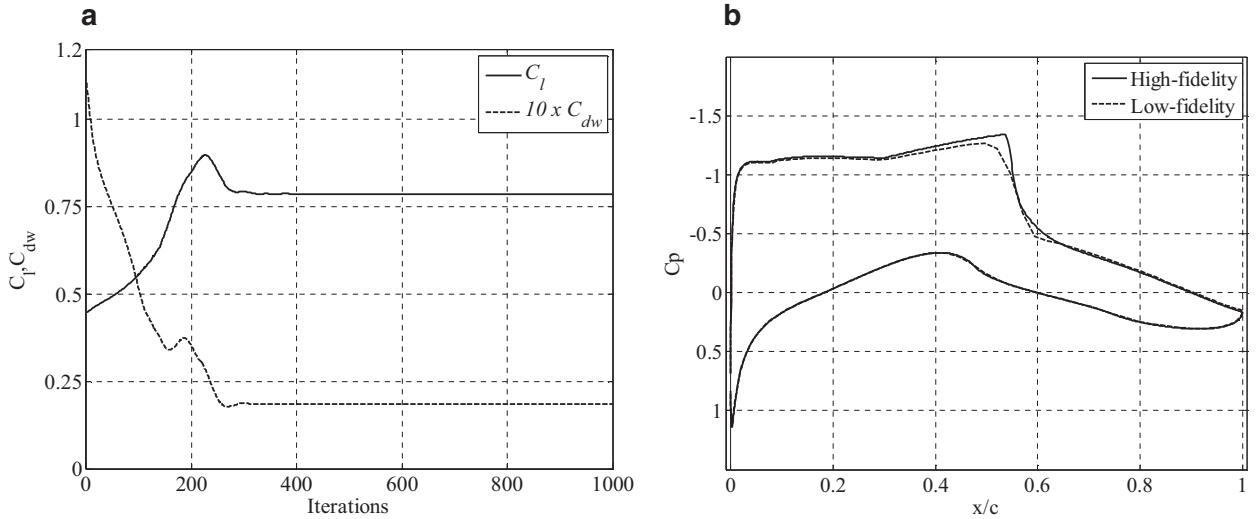 a
1.2
1
0.75
0.5
0.25
0
0 200 400 600 800 1000
Iterations
C_l, C_dw
C_l
10 x C_dw
b
-1.5
-1
-0.5
0
0.5
1
0 0.2 0.4 0.6 0.8 1
x/c
Cp
High-fidelity
Low-fidelity